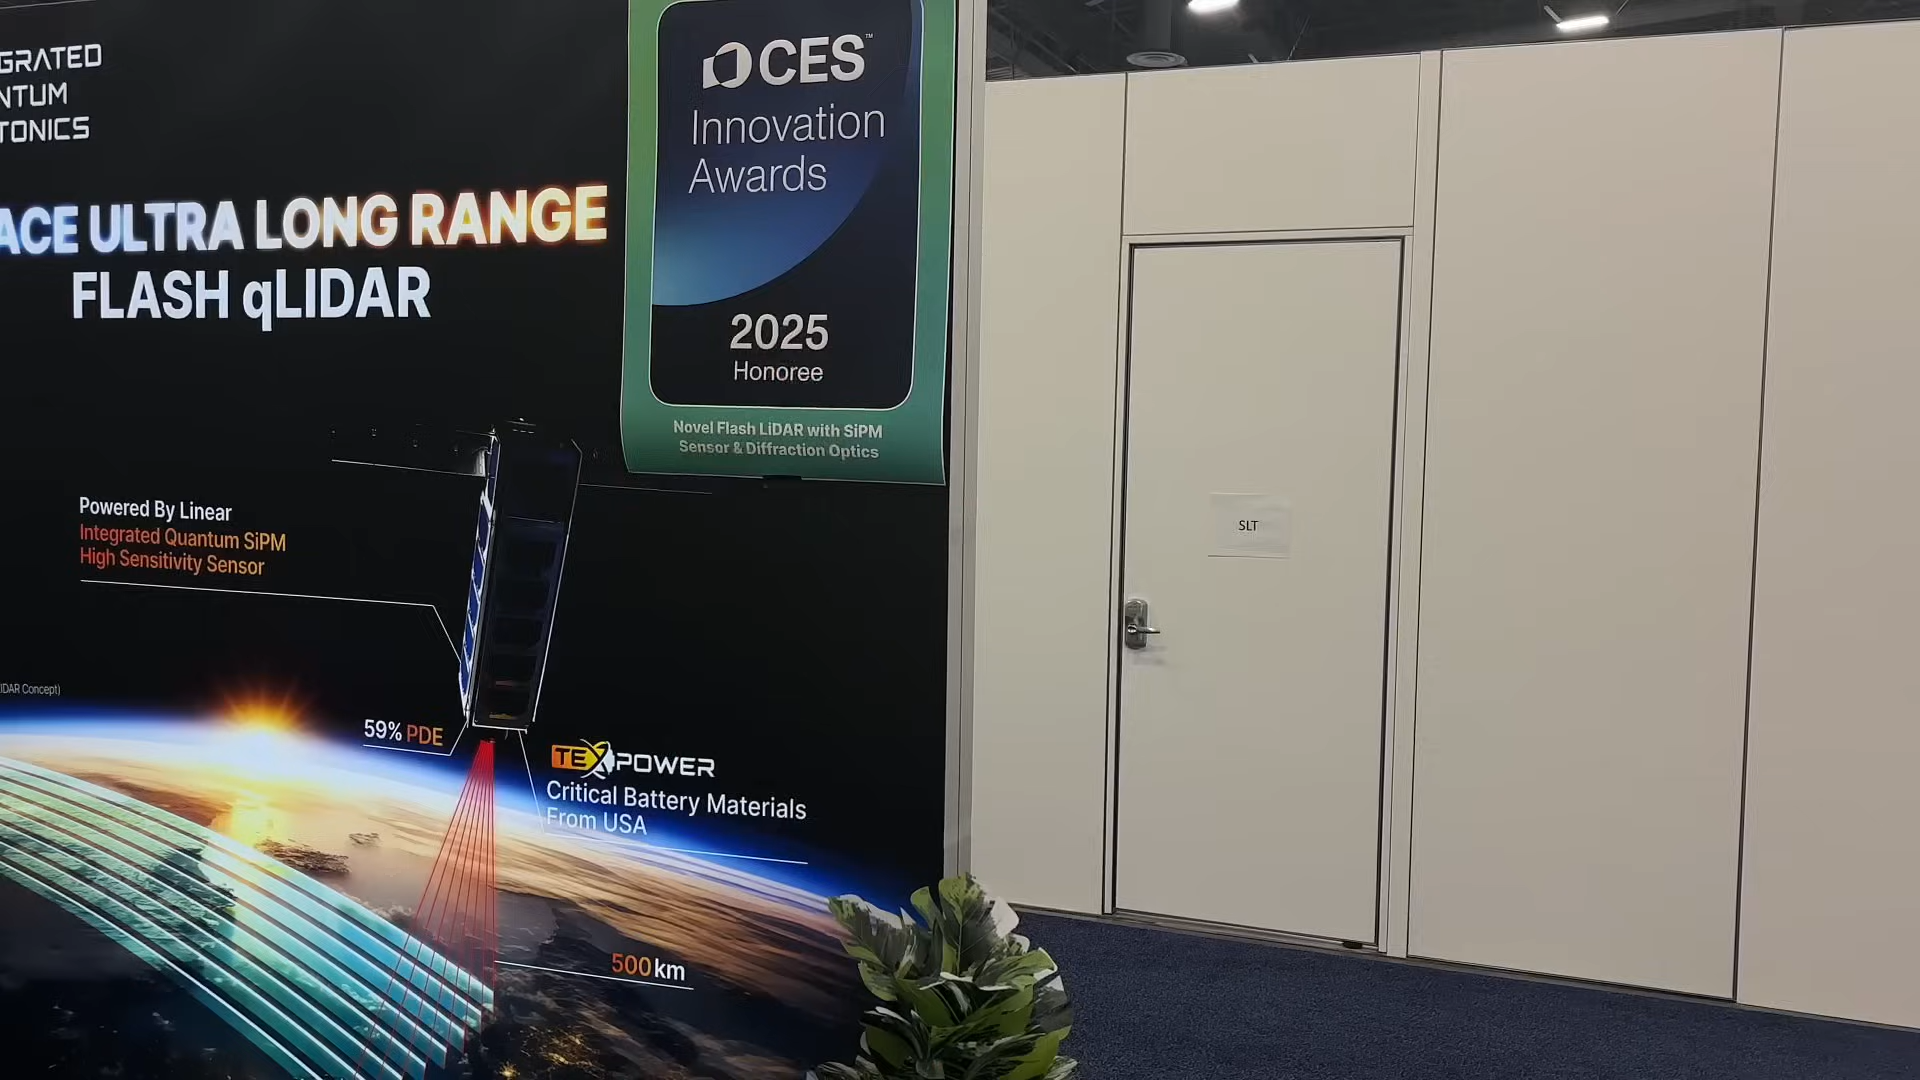 GRATED
NTUM
TONICS
ACE ULTRA LONG RANGE
FLASH qLIDAR
CES™
Innovation
Awards
2025
Honoree
Novel Flash LiDAR with SiPM
Sensor & Diffraction Optics
Powered By Linear
Integrated Quantum SiPM
High Sensitivity Sensor
IDAR Concept)
59% PDE
TEXPOWER
Critical Battery Materials
From USA
500km
SLT